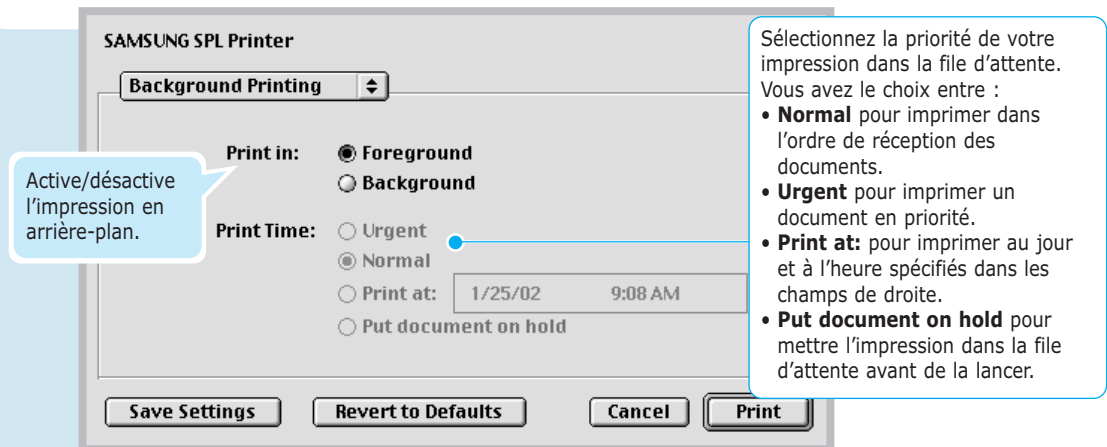 SAMSUNG SPL Printer
Background Printing
Print in:
Foreground
Background
Active/désactive
l'impression en
arrière-plan.
Print Time:
Urgent
Normal
Print at: 1/25/02 9:08 AM
Put document on hold
Save Settings
Revert to Defaults
Cancel
Print
Sélectionnez la priorité de votre
impression dans la file d'attente.
Vous avez le choix entre :
• Normal pour imprimer dans
l'ordre de réception des
documents.
• Urgent pour imprimer un
document en priorité.
• Print at: pour imprimer au jour
et à l'heure spécifiés dans les
champs de droite.
• Put document on hold pour
mettre l'impression dans la file
d'attente avant de la lancer.